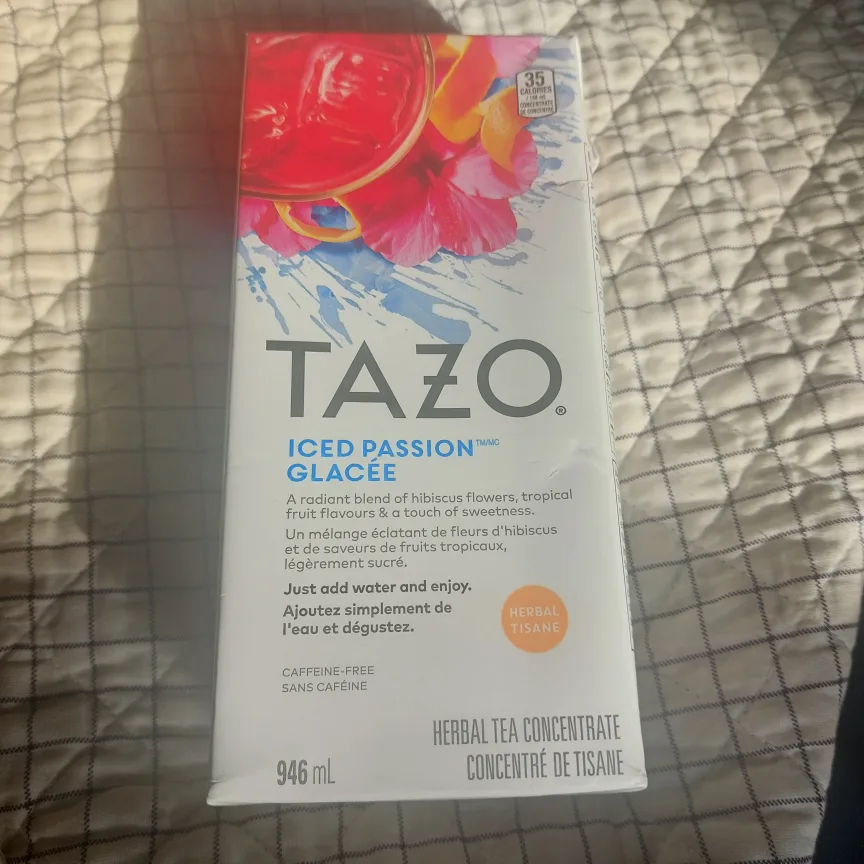 35
CALORIES
CONCENTRATE
DE CONCENTRÉ
TAZO®
ICED PASSION™/MC
GLACÉE
A radiant blend of hibiscus flowers, tropical
fruit flavours & a touch of sweetness.
Un mélange éclatant de fleurs d'hibiscus
et de saveurs de fruits tropicaux,
légèrement sucré.
Just add water and enjoy.
Ajoutez simplement de
l'eau et dégustez.
HERBAL
TISANE
CAFFEINE-FREE
SANS CAFÉINE
HERBAL TEA CONCENTRATE
CONCENTRÉ DE TISANE
946 mL